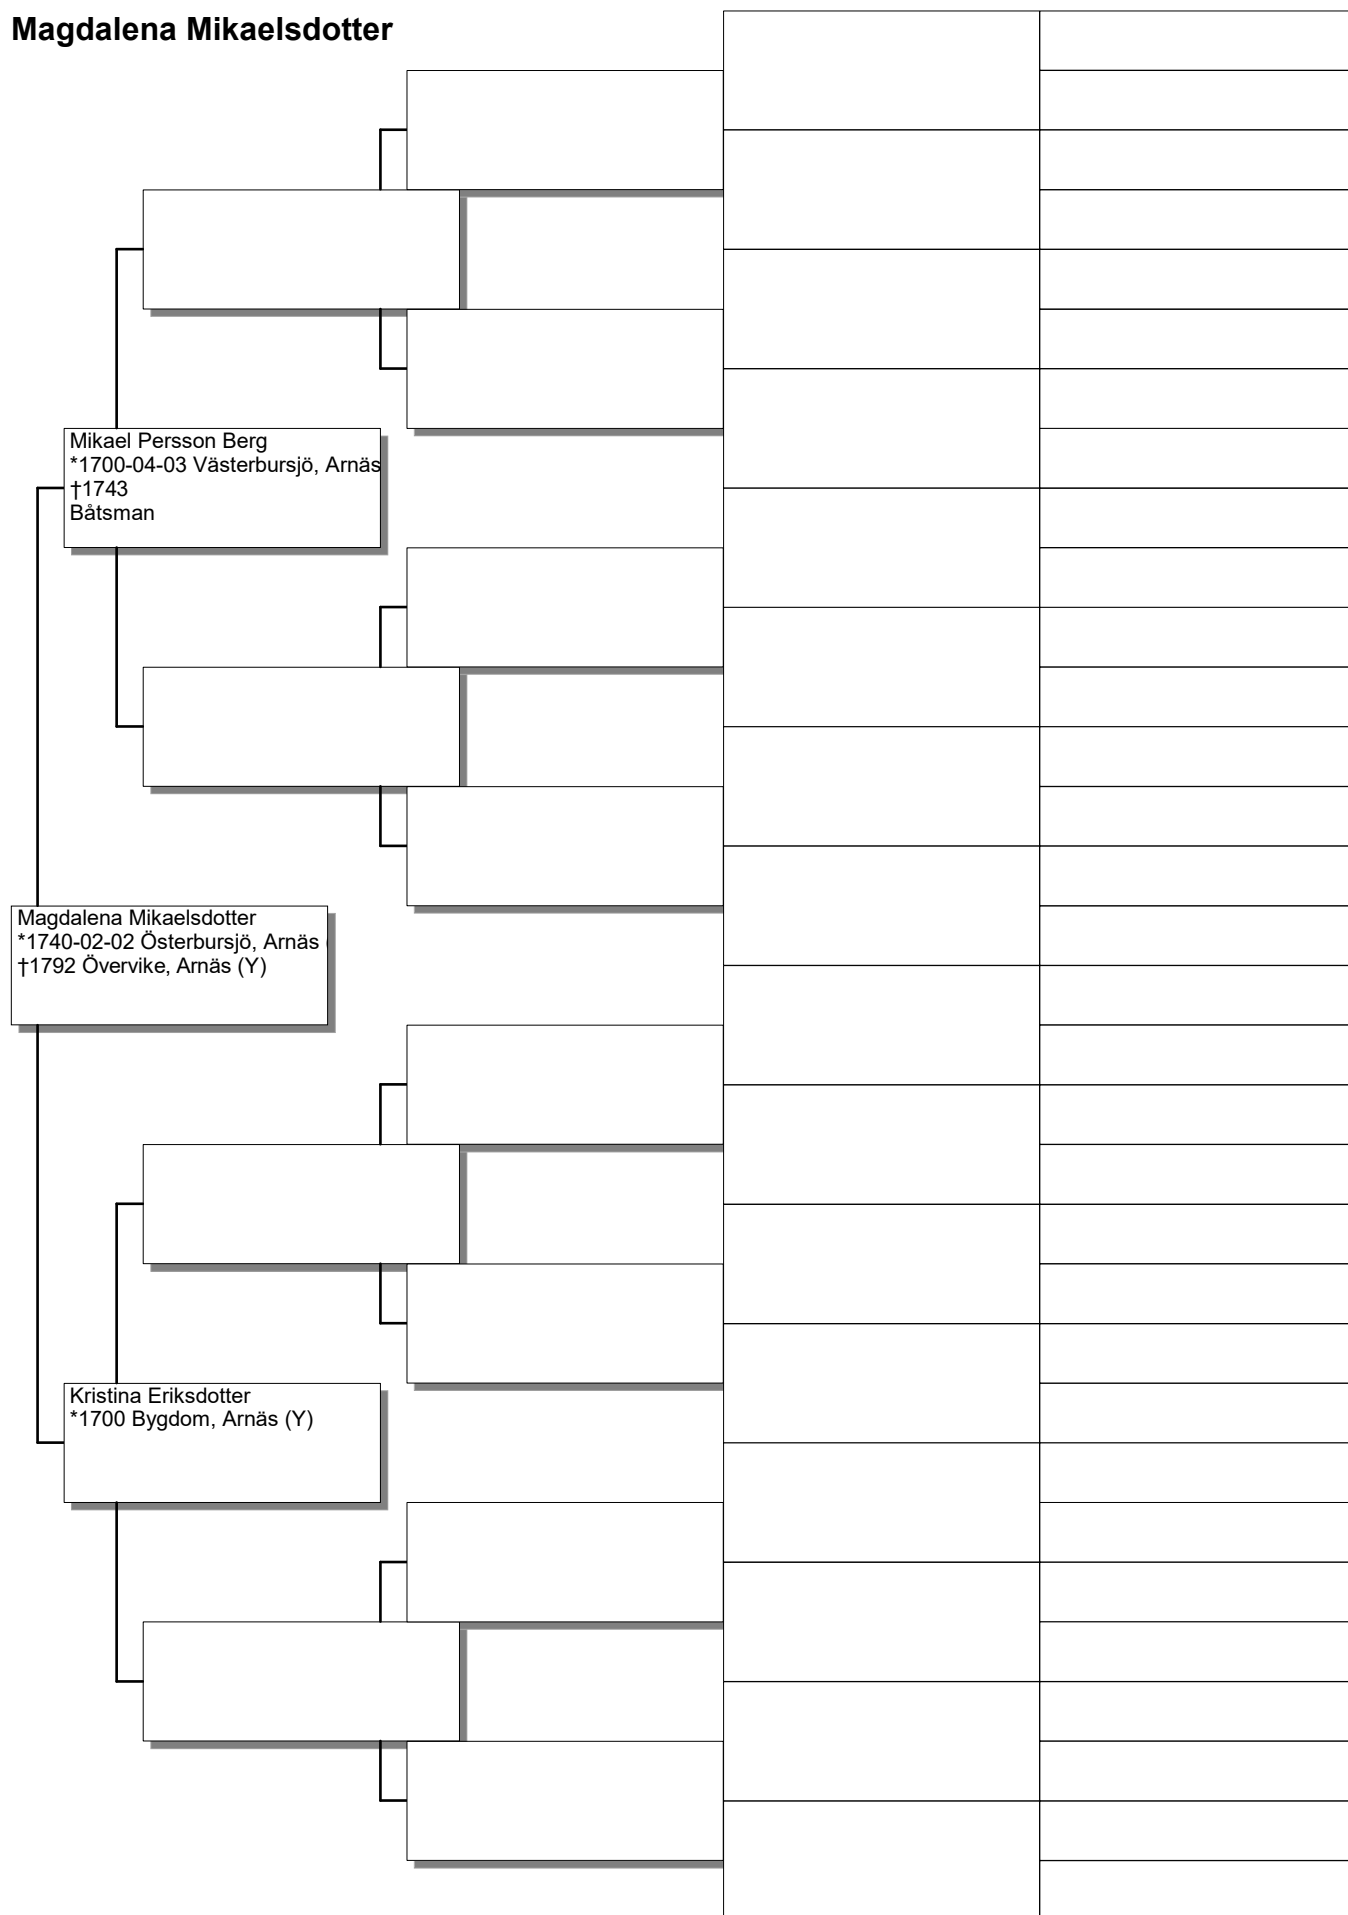 Magdalena Mikaelsdotter
Mikael Persson Berg
*1700-04-03 Västerbursjö, Arnäs
†1743
Båtsman
Magdalena Mikaelsdotter
*1740-02-02 Österbursjö, Arnäs (
†1792 Övervike, Arnäs (Y)
Kristina Eriksdotter
*1700 Bygdom, Arnäs (Y)